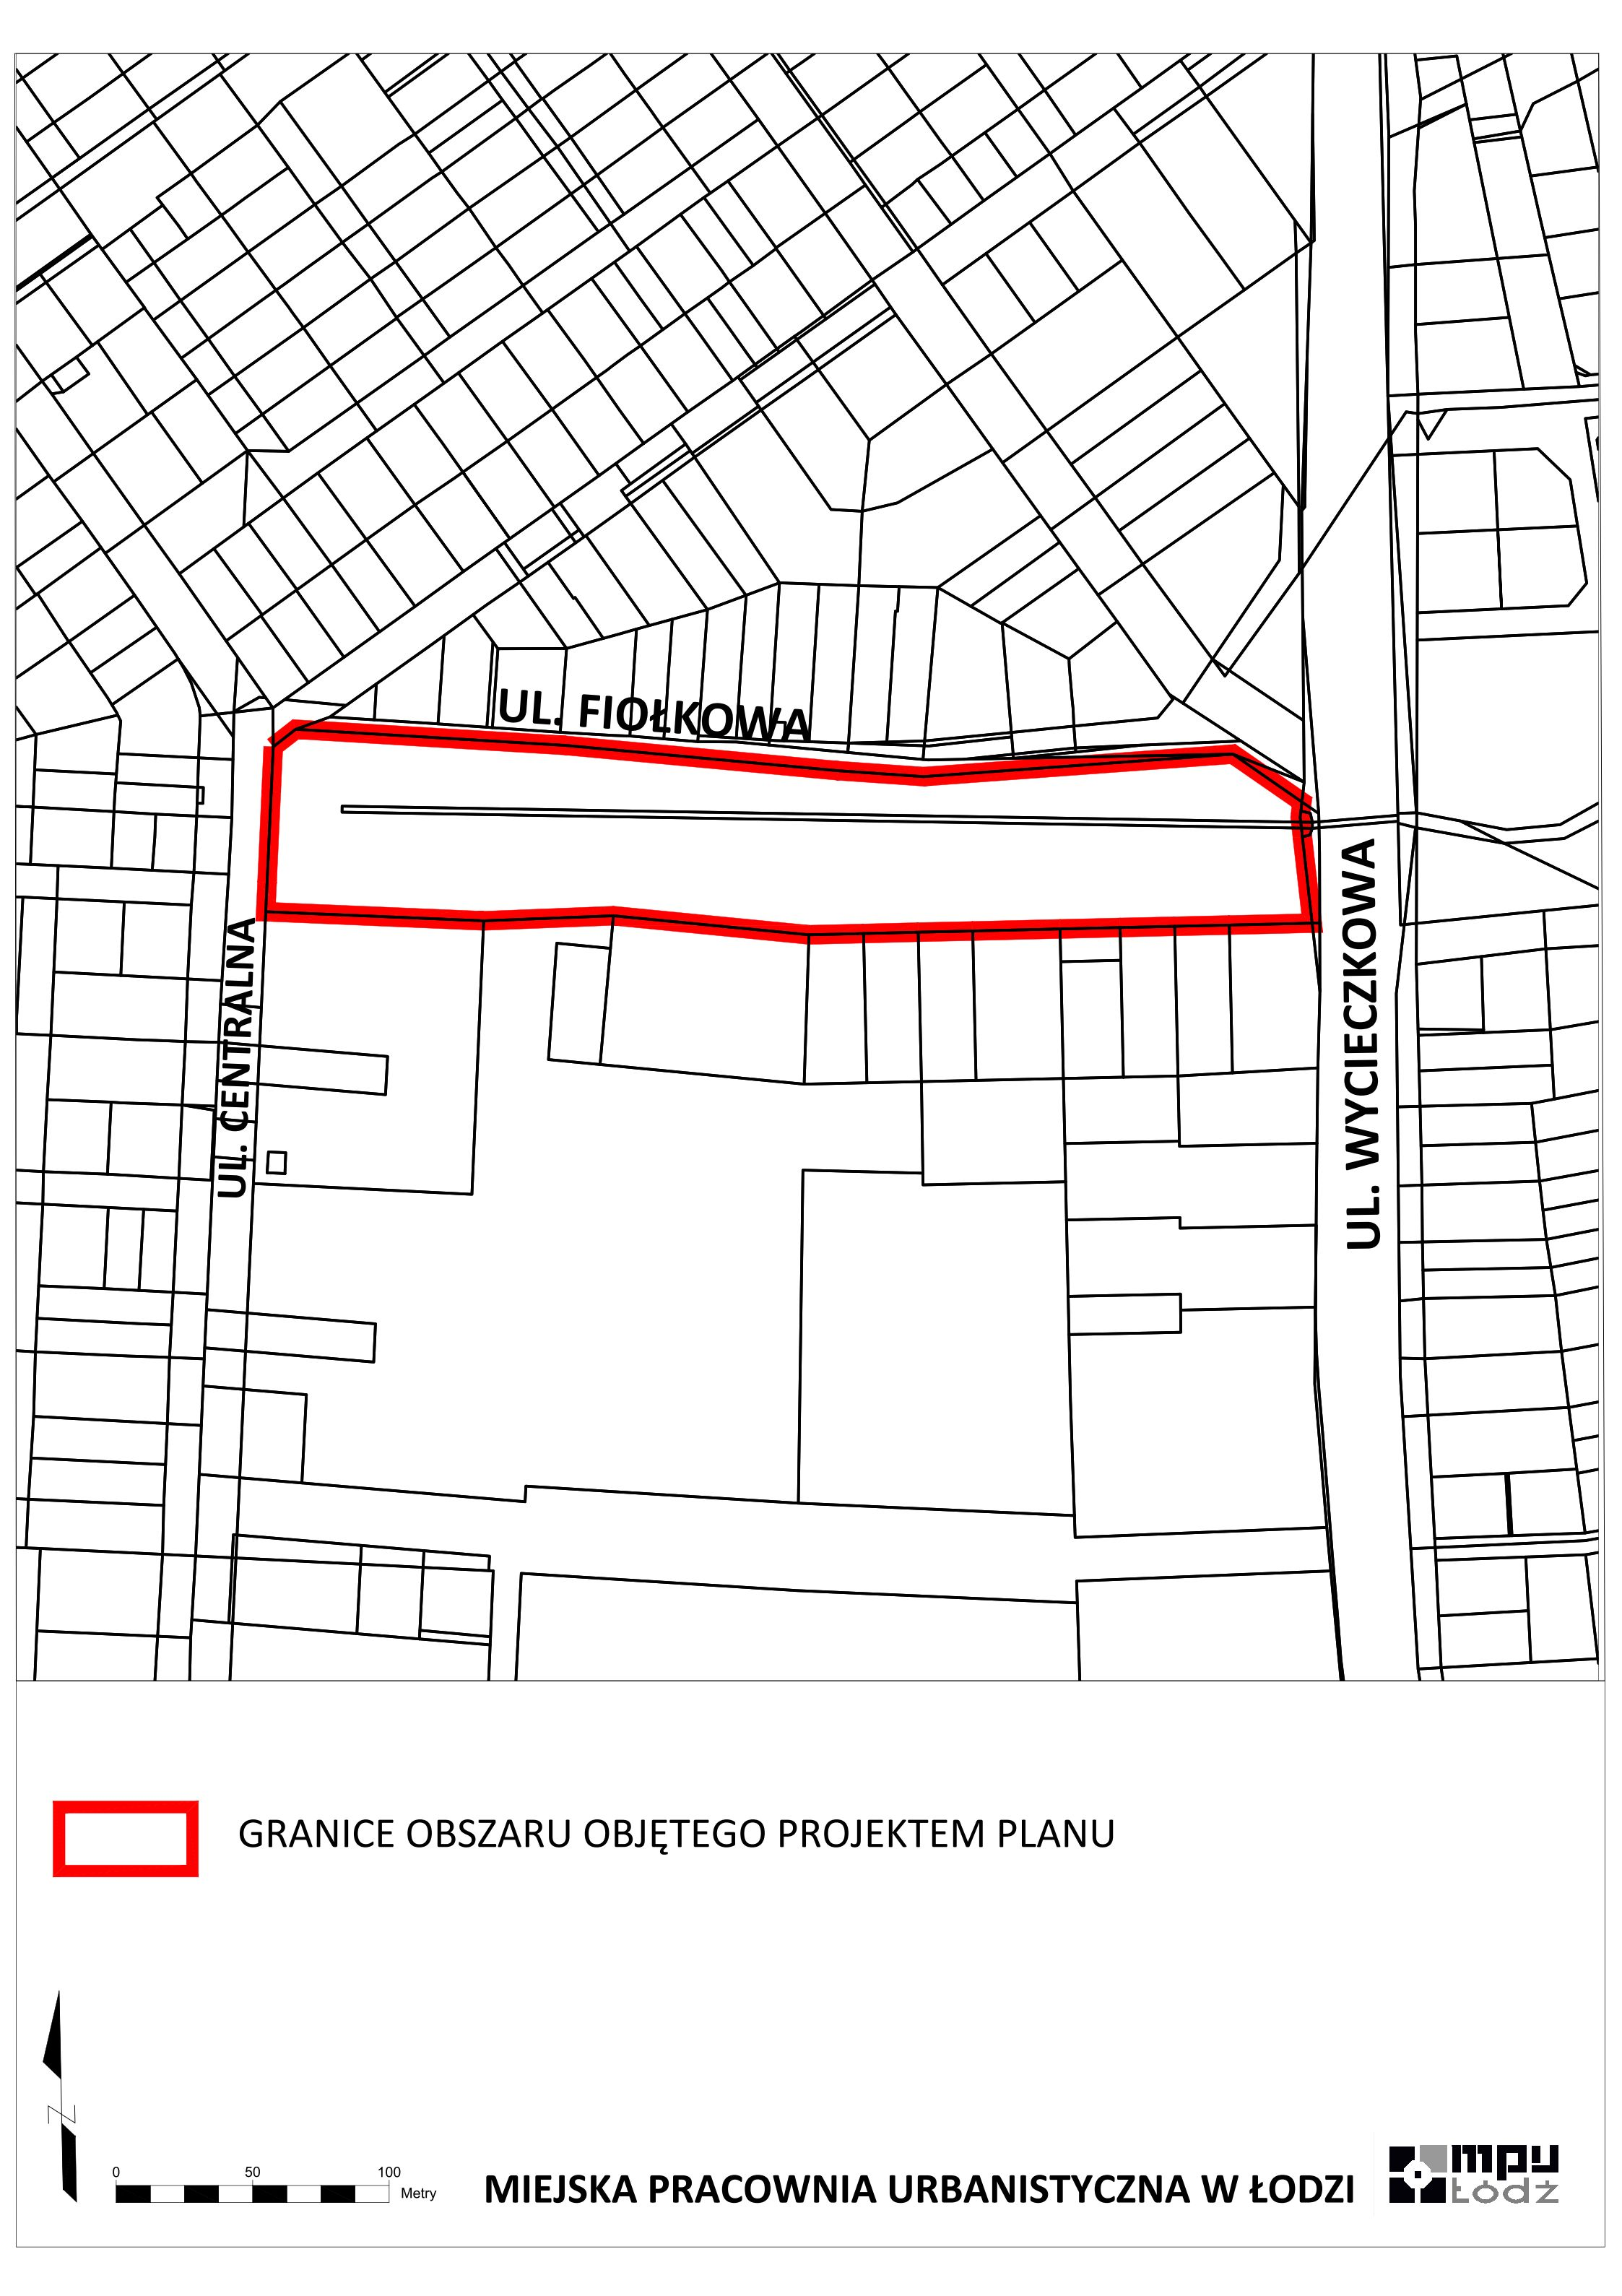 UL. FIOŁKOWA
UL. CENTRALNA
UL. WYCIECZKOWA
GRANICE OBSZARU OBJĘTEGO PROJEKTEM PLANU
N
0 50 100
Metry
MIEJSKA PRACOWNIA URBANISTYCZNA W ŁODZI
mpu
Łódź